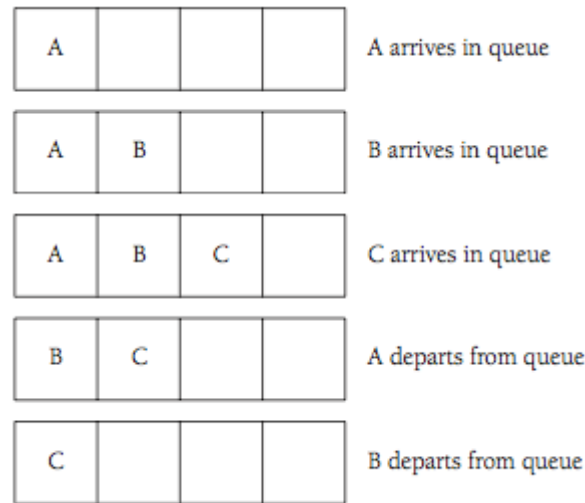 A A arrives in queue
A B B arrives in queue
A B C C arrives in queue
B C A departs from queue
C B departs from queue